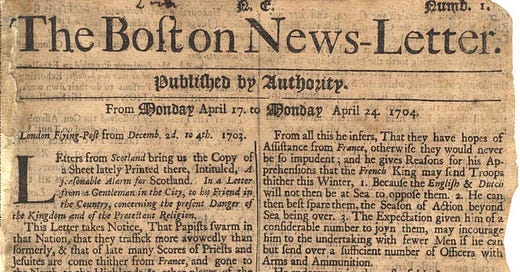 N. E.
Numb. 1.
The Boſton News-Letter.
Publiſhed by Authority.
From Monday April 17. to Monday April 24. 1704.
London Flying-Poſt from Decemb. 2d. to 4th. 1703.
LEtters from Scotland bring us the Copy of
a Sheet lately Printed there, Intituled, A
ſeaſonable Alarm for Scotland. In a Letter
from a Gentleman in the City, to his Friend in
the Country, concerning the preſent Danger of
the Kingdom and of the Proteſtant Religion.
This Letter takes Notice, That Papiſts ſwarm in
that Nation, that they traffick more avowedly than
formerly, & that of late many Scores of Prieſts and
Jeſuites are come thither from France, and gone to
From all this he infers, That they have hopes of
Aſſiſtance from France, otherwiſe they would never
be ſo impudent; and he gives Reaſons for his Ap-
prehenſions that the French King may ſend Troops
thither this Winter, 1. Becauſe the Engliſh & Dutch
will not then be at Sea to oppoſe them. 2. He can
then beſt ſpare them, the Seaſon of Action beyond
Sea being over. 3. The Expectation given him of a
conſiderable number to joyn them, may incourage
him to the undertaking with fewer Men if he can
but ſend over a ſufficient number of Officers with
Arms and Ammunition.